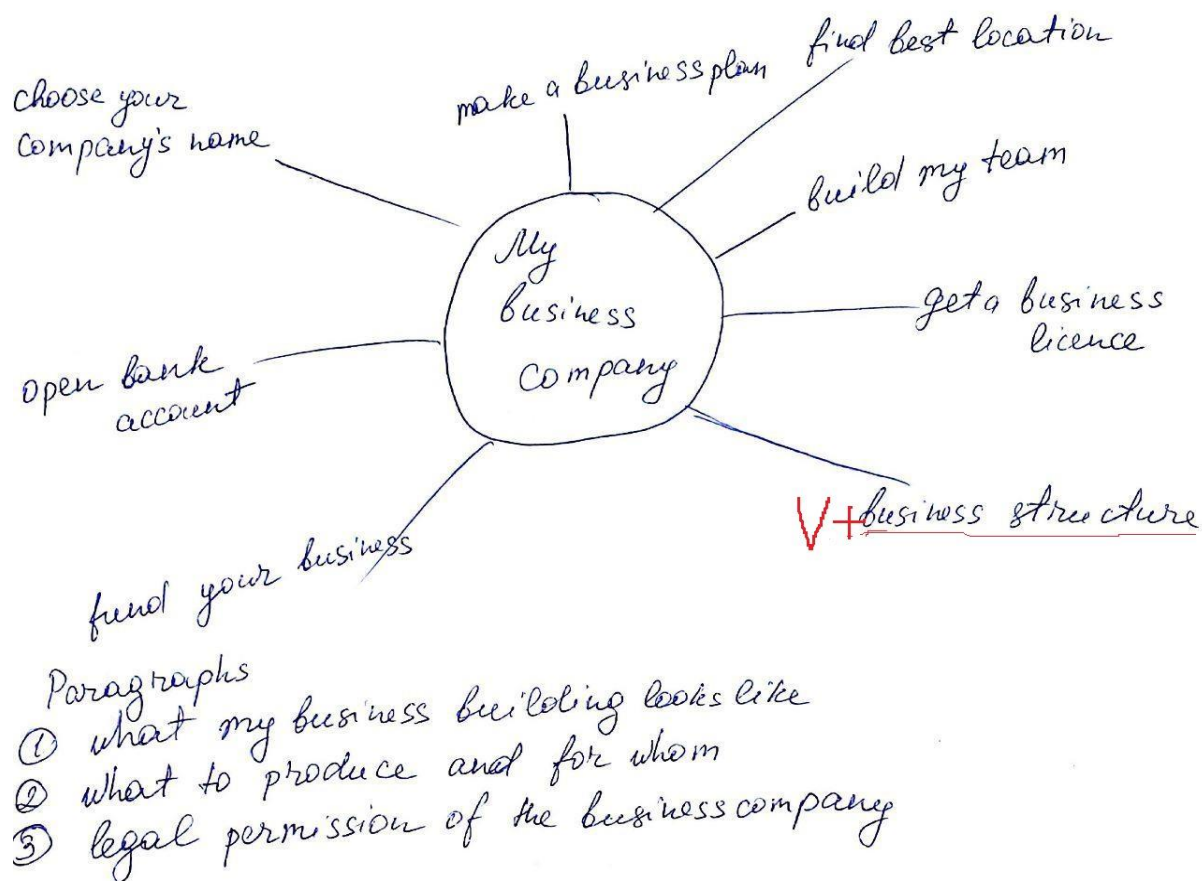 find best location
make a business plan
choose your
company's name
build my team
My
business
company
get a business
licence
open bank
account
V+business structure
fund your business
Paragraphs
① what my business building looks like
② what to produce and for whom
③ legal permission of the business company